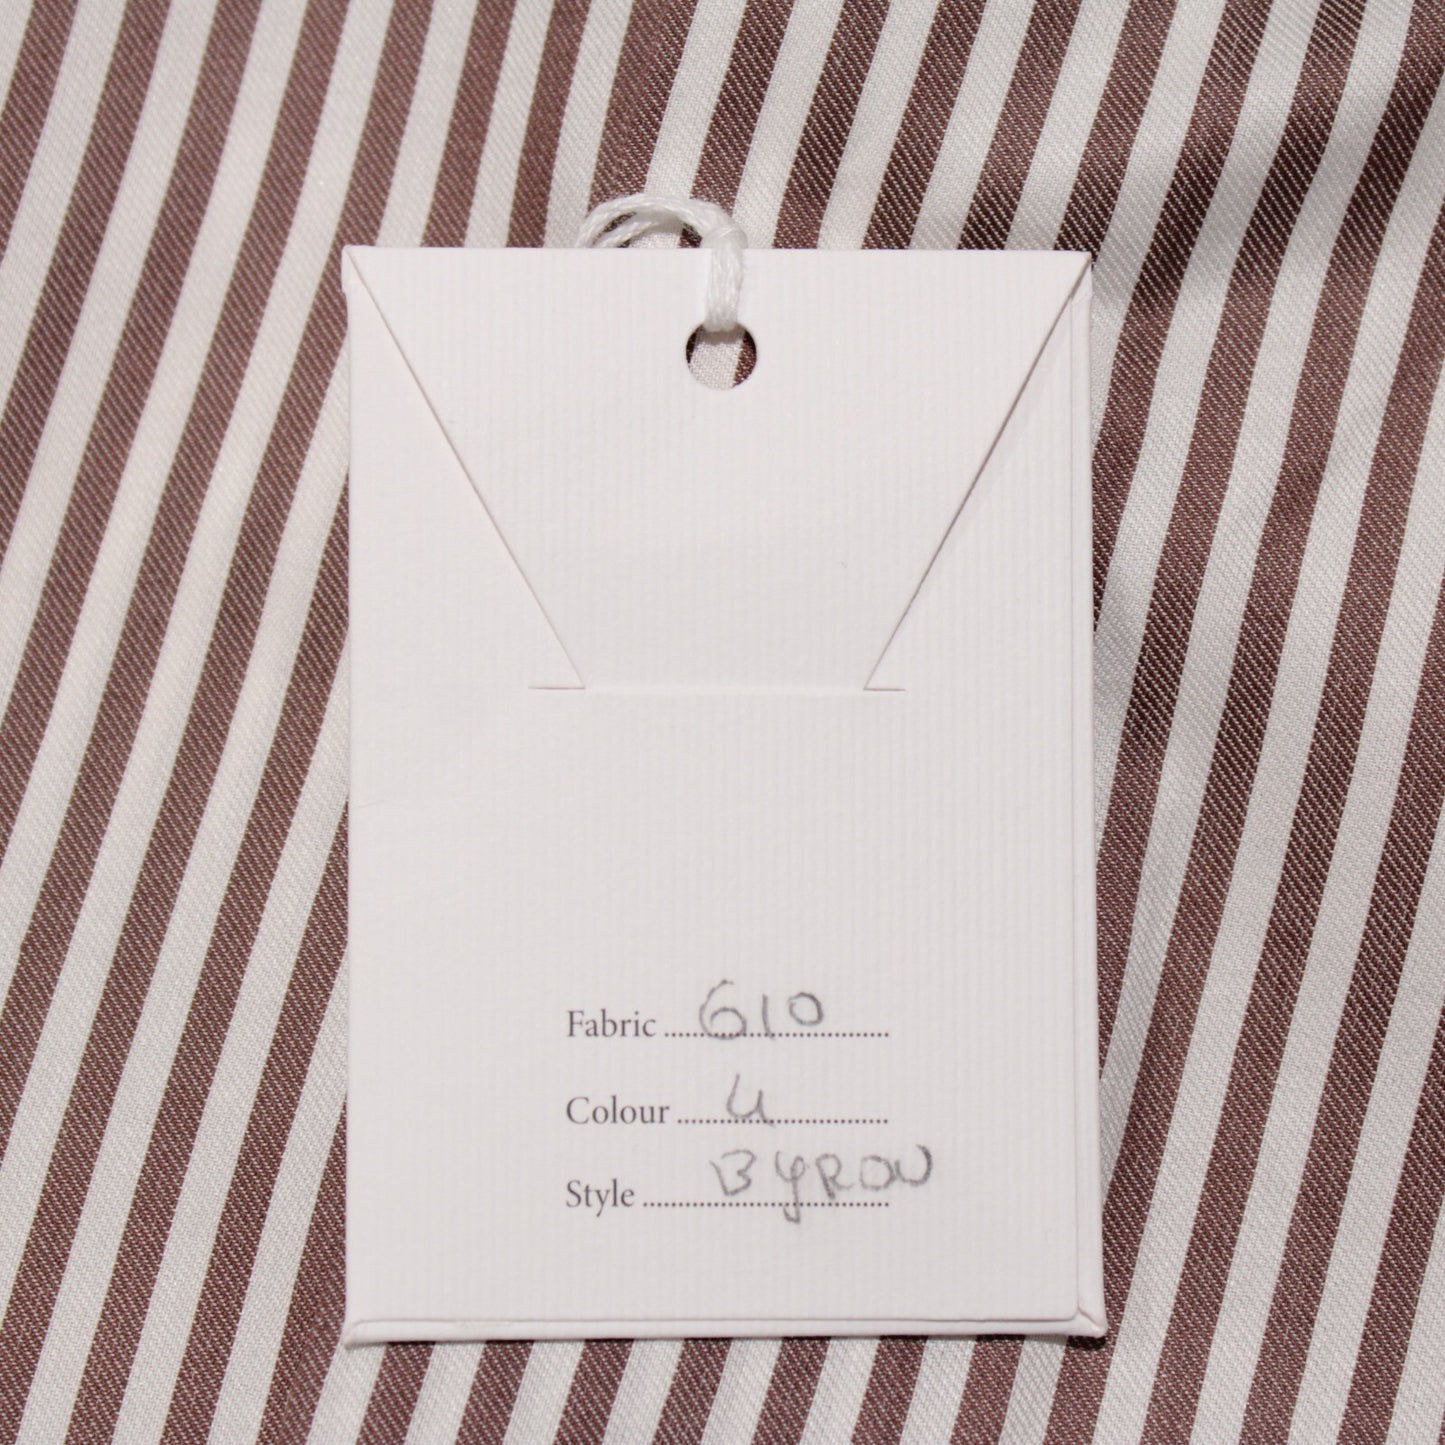 Fabric 610
Colour 4
Style BYRON